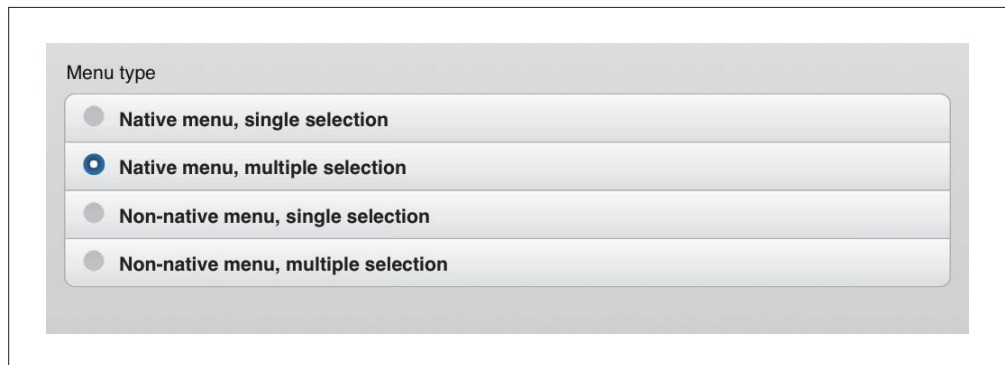 Menu type
Native menu, single selection
Native menu, multiple selection
Non-native menu, single selection
Non-native menu, multiple selection